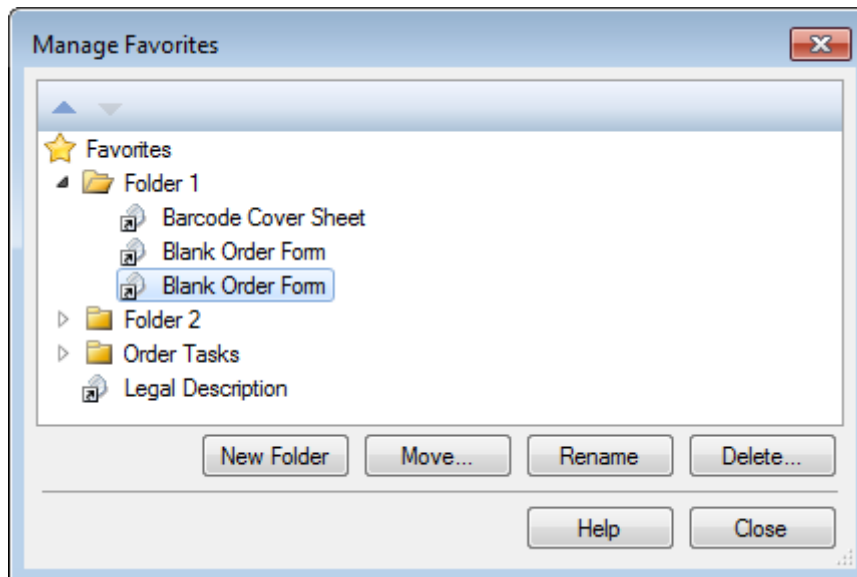 Manage Favorites
Favorites
Folder 1
Barcode Cover Sheet
Blank Order Form
Blank Order Form
Folder 2
Order Tasks
Legal Description
New Folder Move... Rename Delete...
Help Close